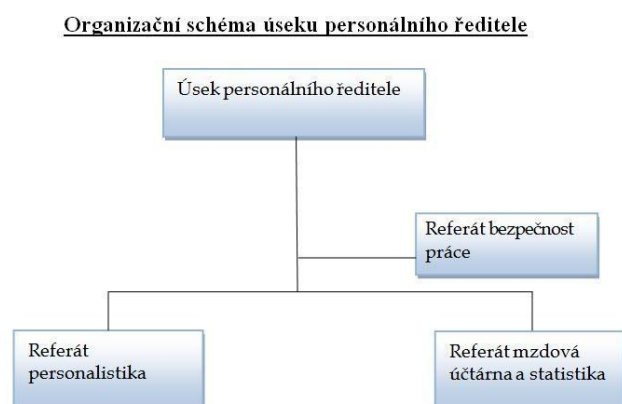 Organizační schéma úseku personálního ředitele
Úsek personálního ředitele
Referát bezpečnost
práce
Referát
personalistika
Referát mzdová
účtárna a statistika